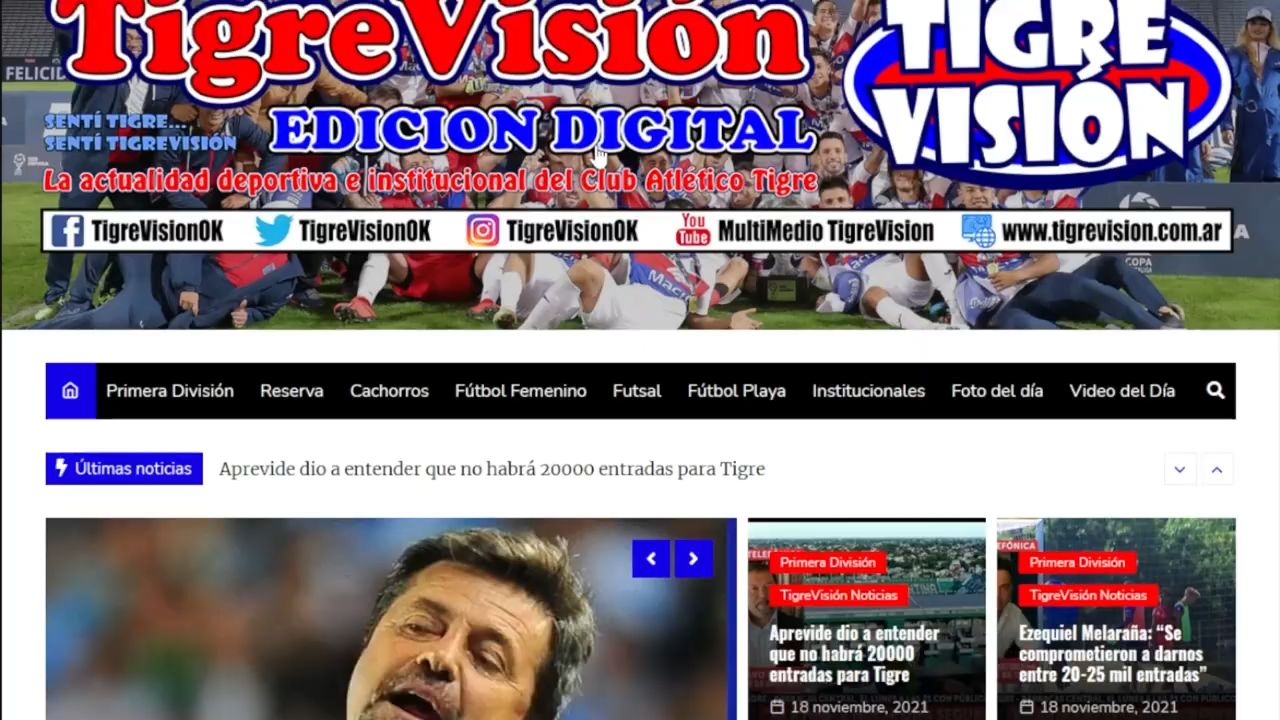 TigreVisión
TIGRE
VISIÓN
FELICID
SENTÍ TIGRE...
SENTÍ TIGREVISIÓN
EDICION DIGITAL
La actualidad deportiva e institucional del Club Atlético Tigre
TigreVisionOK
TigreVisionOK
TigreVisionOK
You
Tube
MultiMedio TigreVision
www.tigrevision.com.ar
COPA
Primera División
Reserva
Cachorros
Fútbol Femenino
Futsal
Fútbol Playa
Institucionales
Foto del día
Video del Día
Últimas noticias
Aprevide dio a entender que no habrá 20000 entradas para Tigre
Primera División
TigreVisión Noticias
Aprevide dio a entender
que no habrá 20000
entradas para Tigre
18 noviembre, 2021
EFÓNICA
Primera División
TigreVisión Noticias
Ezequiel Melaraña: “Se
comprometieron a darnos
entre 20-25 mil entradas”
18 noviembre, 2021